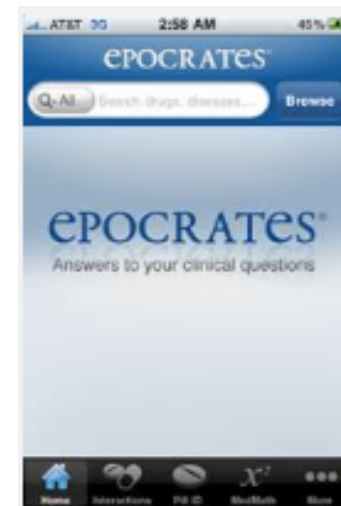 AT&T 3G 2:58 AM 45%
epocrates®
Q-All Search drugs, diseases... Browse
epocrates®
Answers to your clinical questions
Home Interactions Pill ID MedMath More